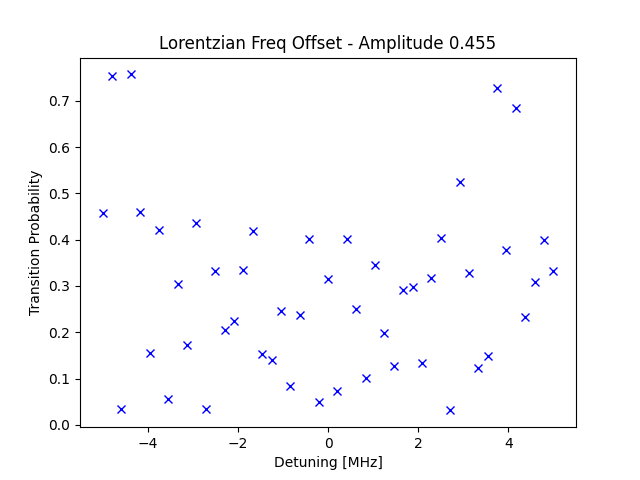 Lorentzian Freq Offset - Amplitude 0.455
0.7
0.6
0.5
0.4
0.3
0.2
0.1
0.0
Transition Probability
−4 −2 0 2 4
Detuning [MHz]